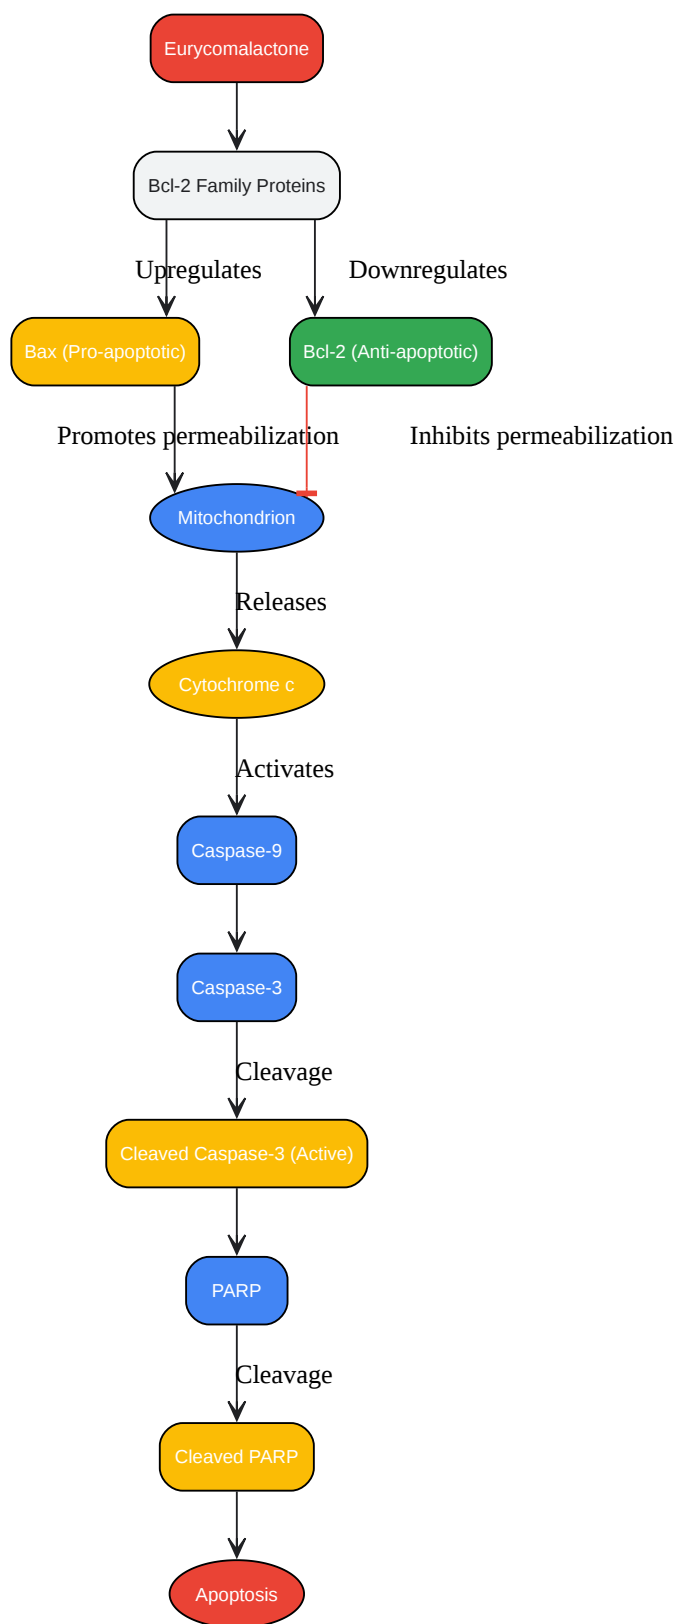 Eurycomalactone
Bcl-2 Family Proteins
Upregulates
Downregulates
Bax (Pro-apoptotic)
Bcl-2 (Anti-apoptotic)
Promotes permeabilization
Inhibits permeabilization
Mitochondrion
Releases
Cytochrome c
Activates
Caspase-9
Caspase-3
Cleavage
Cleaved Caspase-3 (Active)
PARP
Cleavage
Cleaved PARP
Apoptosis